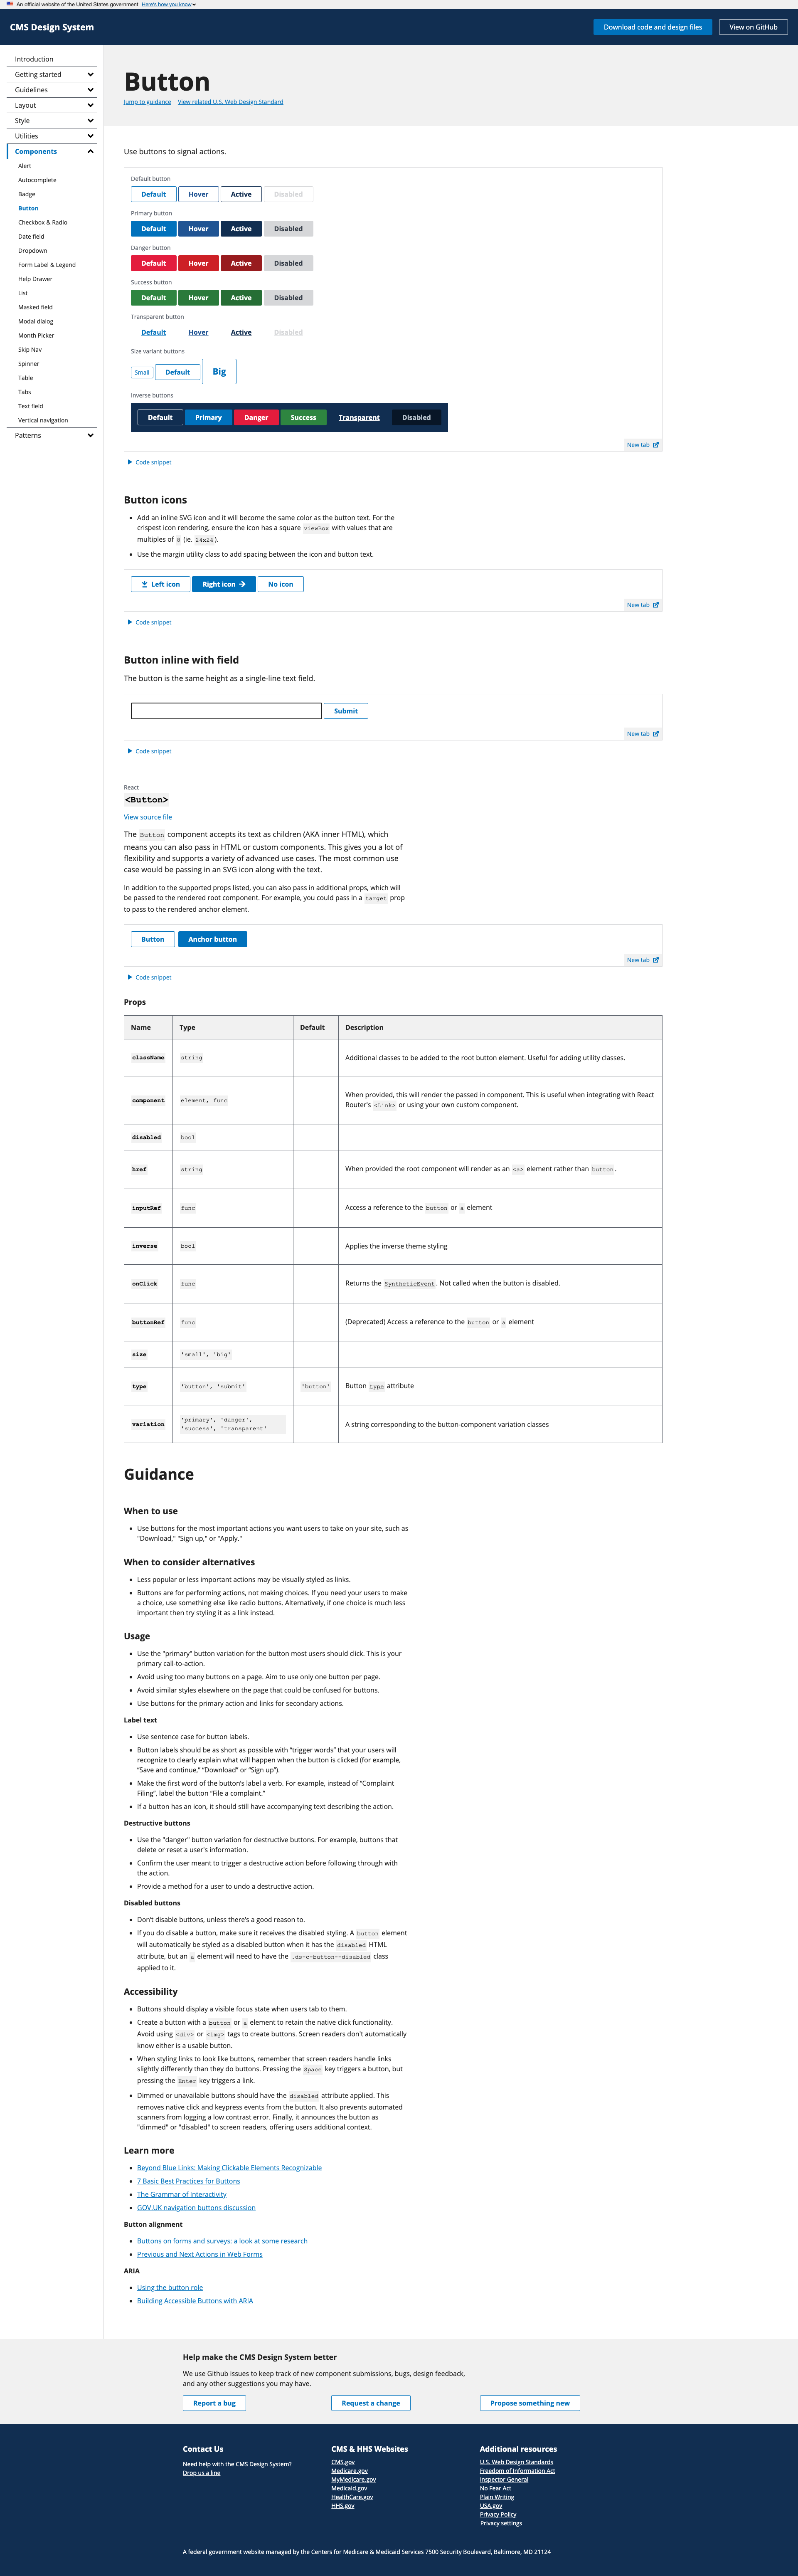 An official website of the United States government Here's how you know
CMS Design System
Download code and design files
View on GitHub
Introduction
Getting started
Guidelines
Layout
Style
Utilities
Components
Alert
Autocomplete
Badge
Button
Checkbox & Radio
Date field
Dropdown
Form Label & Legend
Help Drawer
List
Masked field
Modal dialog
Month Picker
Skip Nav
Spinner
Table
Tabs
Text field
Vertical navigation
Patterns
Button
Jump to guidance View related U.S. Web Design Standard
Use buttons to signal actions.
Default button
Default Hover Active Disabled
Primary button
Default Hover Active Disabled
Danger button
Default Hover Active Disabled
Success button
Default Hover Active Disabled
Transparent button
Default Hover Active Disabled
Size variant buttons
Small Default Big
Inverse buttons
Default Primary Danger Success Transparent Disabled
New tab
Code snippet
Button icons
Add an inline SVG icon and it will become the same color as the button text. For the
crispest icon rendering, ensure the icon has a square viewBox with values that are
multiples of 8 (ie. 24x24).
Use the margin utility class to add spacing between the icon and button text.
Left icon Right icon No icon
New tab
Code snippet
Button inline with field
The button is the same height as a single-line text field.
Submit
New tab
Code snippet
React
<Button>
View source file
The Button component accepts its text as children (AKA inner HTML), which
means you can also pass in HTML or custom components. This gives you a lot of
flexibility and supports a variety of advanced use cases. The most common use
case would be passing in an SVG icon along with the text.
In addition to the supported props listed, you can also pass in additional props, which will
be passed to the rendered root component. For example, you could pass in a target prop
to pass to the rendered anchor element.
Button Anchor button
New tab
Code snippet
Props
Name Type Default Description
className string Additional classes to be added to the root button element. Useful for adding utility classes.
component element, func When provided, this will render the passed in component. This is useful when integrating with React
Router's <Link> or using your own custom component.
disabled bool
href string When provided the root component will render as an <a> element rather than button.
inputRef func Access a reference to the button or a element
inverse bool Applies the inverse theme styling
onClick func Returns the SyntheticEvent. Not called when the button is disabled.
buttonRef func (Deprecated) Access a reference to the button or a element
size 'small', 'big'
type 'button', 'submit' 'button' Button type attribute
variation 'primary', 'danger',
'success', 'transparent' A string corresponding to the button-component variation classes
Guidance
When to use
Use buttons for the most important actions you want users to take on your site, such as
"Download," "Sign up," or "Apply."
When to consider alternatives
Less popular or less important actions may be visually styled as links.
Buttons are for performing actions, not making choices. If you need your users to make
a choice, use something else like radio buttons. Alternatively, if one choice is much less
important then try styling it as a link instead.
Usage
Use the "primary" button variation for the button most users should click. This is your
primary call-to-action.
Avoid using too many buttons on a page. Aim to use only one button per page.
Avoid similar styles elsewhere on the page that could be confused for buttons.
Use buttons for the primary action and links for secondary actions.
Label text
Use sentence case for button labels.
Button labels should be as short as possible with “trigger words” that your users will
recognize to clearly explain what will happen when the button is clicked (for example,
“Save and continue,” “Download” or “Sign up”).
Make the first word of the button’s label a verb. For example, instead of “Complaint
Filing”, label the button “File a complaint.”
If a button has an icon, it should still have accompanying text describing the action.
Destructive buttons
Use the "danger" button variation for destructive buttons. For example, buttons that
delete or reset a user's information.
Confirm the user meant to trigger a destructive action before following through with
the action.
Provide a method for a user to undo a destructive action.
Disabled buttons
Don’t disable buttons, unless there’s a good reason to.
If you do disable a button, make sure it receives the disabled styling. A button element
will automatically be styled as a disabled button when it has the disabled HTML
attribute, but an a element will need to have the .ds-c-button--disabled class
applied to it.
Accessibility
Buttons should display a visible focus state when users tab to them.
Create a button with a button or a element to retain the native click functionality.
Avoid using <div> or <img> tags to create buttons. Screen readers don't automatically
know either is a usable button.
When styling links to look like buttons, remember that screen readers handle links
slightly differently than they do buttons. Pressing the Space key triggers a button, but
pressing the Enter key triggers a link.
Dimmed or unavailable buttons should have the disabled attribute applied. This
removes native click and keypress events from the button. It also prevents automated
scanners from logging a low contrast error. Finally, it announces the button as
"dimmed" or "disabled" to screen readers, offering users additional context.
Learn more
Beyond Blue Links: Making Clickable Elements Recognizable
7 Basic Best Practices for Buttons
The Grammar of Interactivity
GOV.UK navigation buttons discussion
Button alignment
Buttons on forms and surveys: a look at some research
Previous and Next Actions in Web Forms
ARIA
Using the button role
Building Accessible Buttons with ARIA
Help make the CMS Design System better
We use Github issues to keep track of new component submissions, bugs, design feedback,
and any other suggestions you may have.
Report a bug Request a change Propose something new
Contact Us
Need help with the CMS Design System?
Drop us a line
CMS & HHS Websites
CMS.gov
Medicare.gov
MyMedicare.gov
Medicaid.gov
HealthCare.gov
HHS.gov
Additional resources
U.S. Web Design Standards
Freedom of Information Act
Inspector General
No Fear Act
Plain Writing
USA.gov
Privacy Policy
Privacy settings
A federal government website managed by the Centers for Medicare & Medicaid Services 7500 Security Boulevard, Baltimore, MD 21124